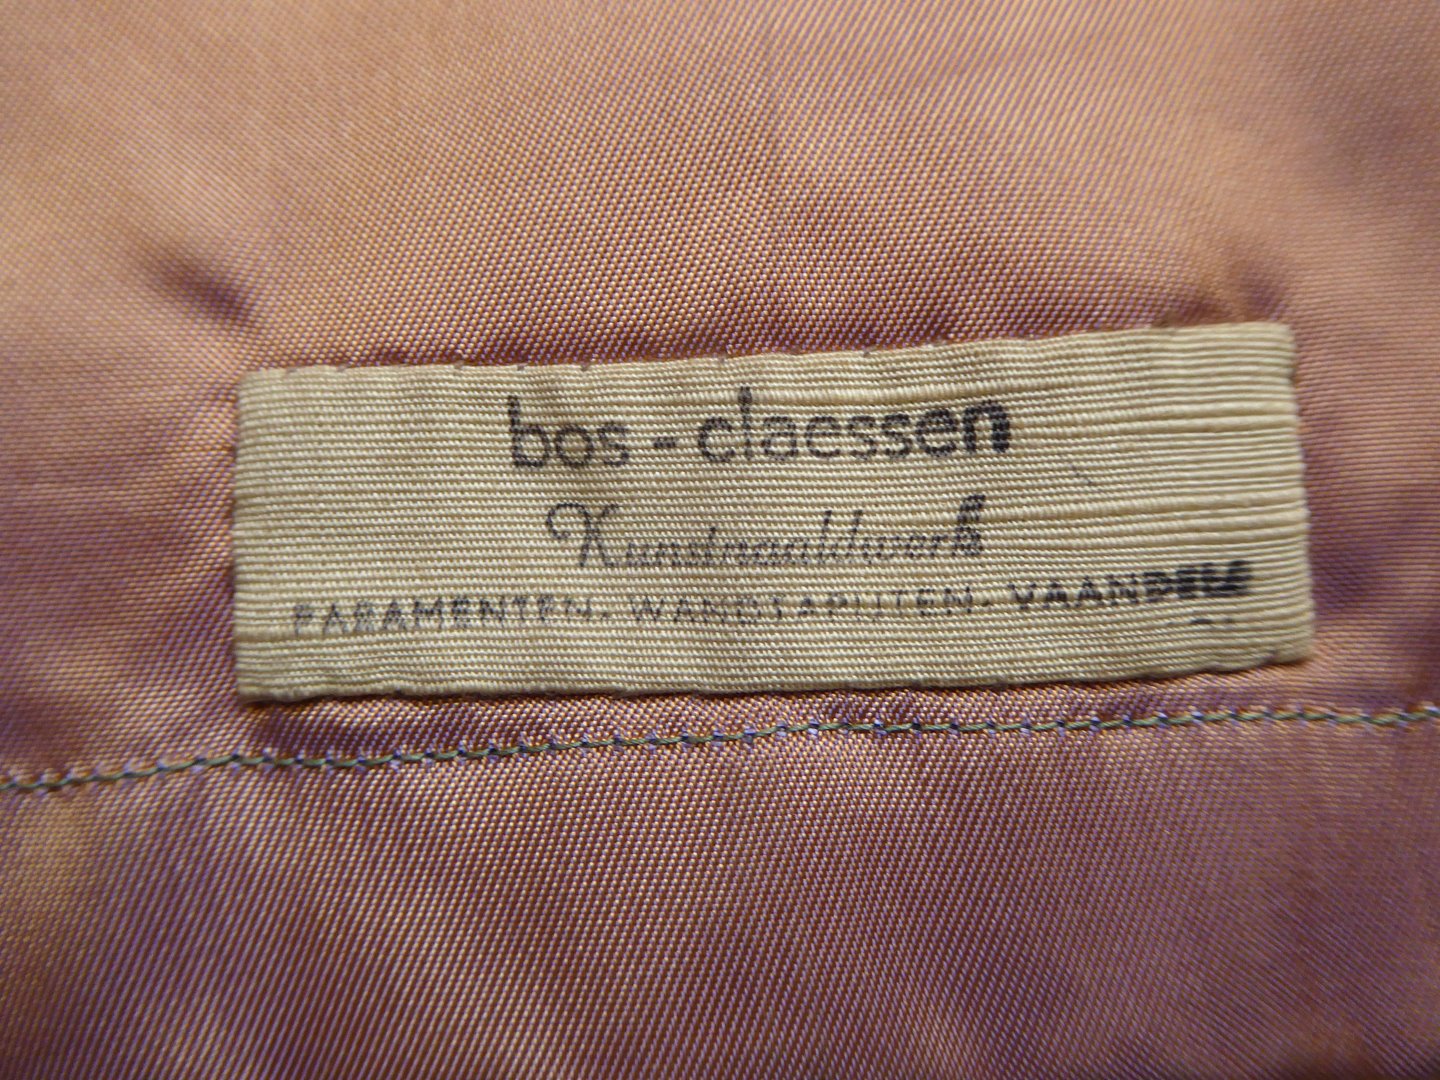 bos - claessen
Kunstnaaldwerk
PARAMENTEN. WANDTAPIJTEN. VAANDELS